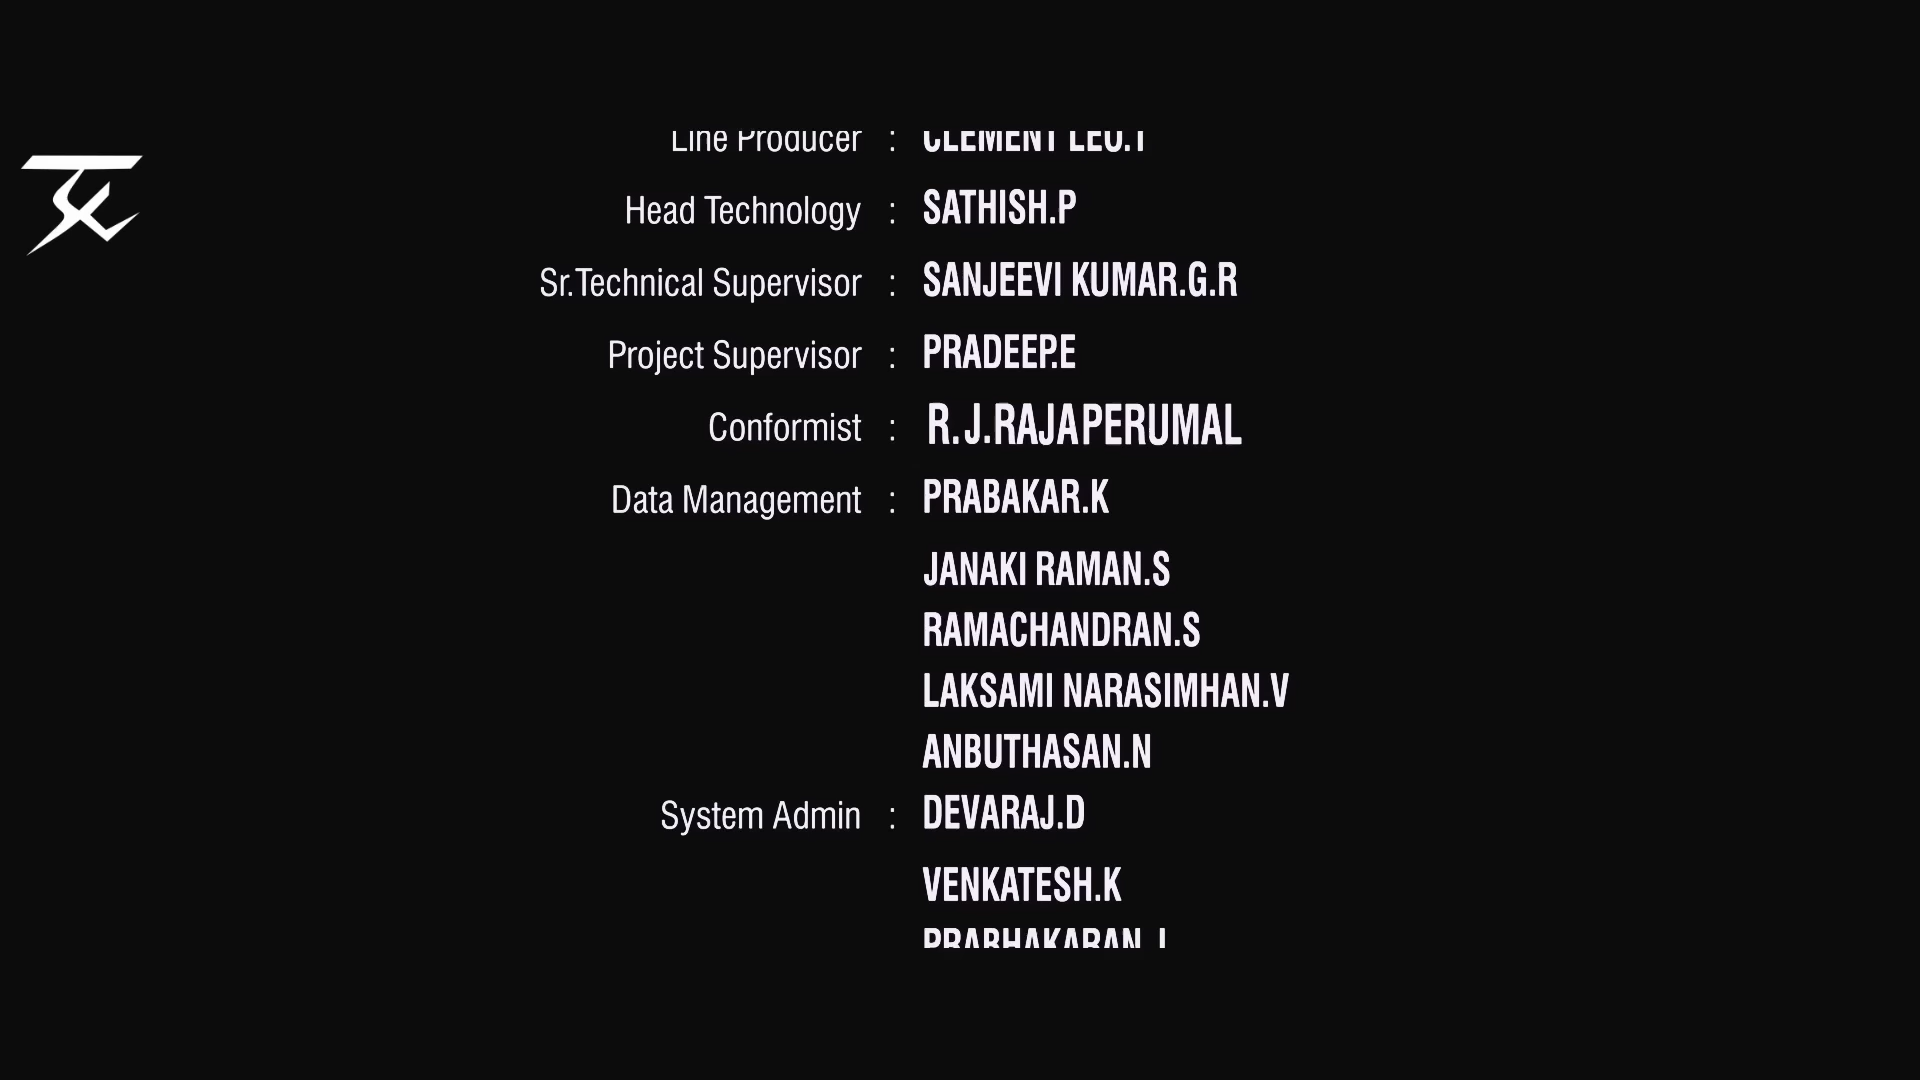 Line Producer : CLEMENT LEO.T
Head Technology : SATHISH.P
Sr.Technical Supervisor : SANJEEVI KUMAR.G.R
Project Supervisor : PRADEEP.E
Conformist : R.J.RAJAPERUMAL
Data Management : PRABAKAR.K
JANAKI RAMAN.S
RAMACHANDRAN.S
LAKSAMI NARASIMHAN.V
ANBUTHASAN.N
System Admin : DEVARAJ.D
VENKATESH.K